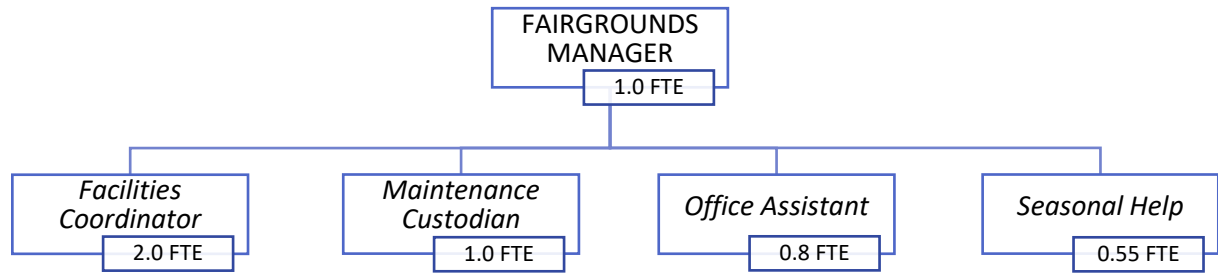 FAIRGROUNDS
MANAGER
1.0 FTE
Facilities
Coordinator
2.0 FTE
Maintenance
Custodian
1.0 FTE
Office Assistant
0.8 FTE
Seasonal Help
0.55 FTE